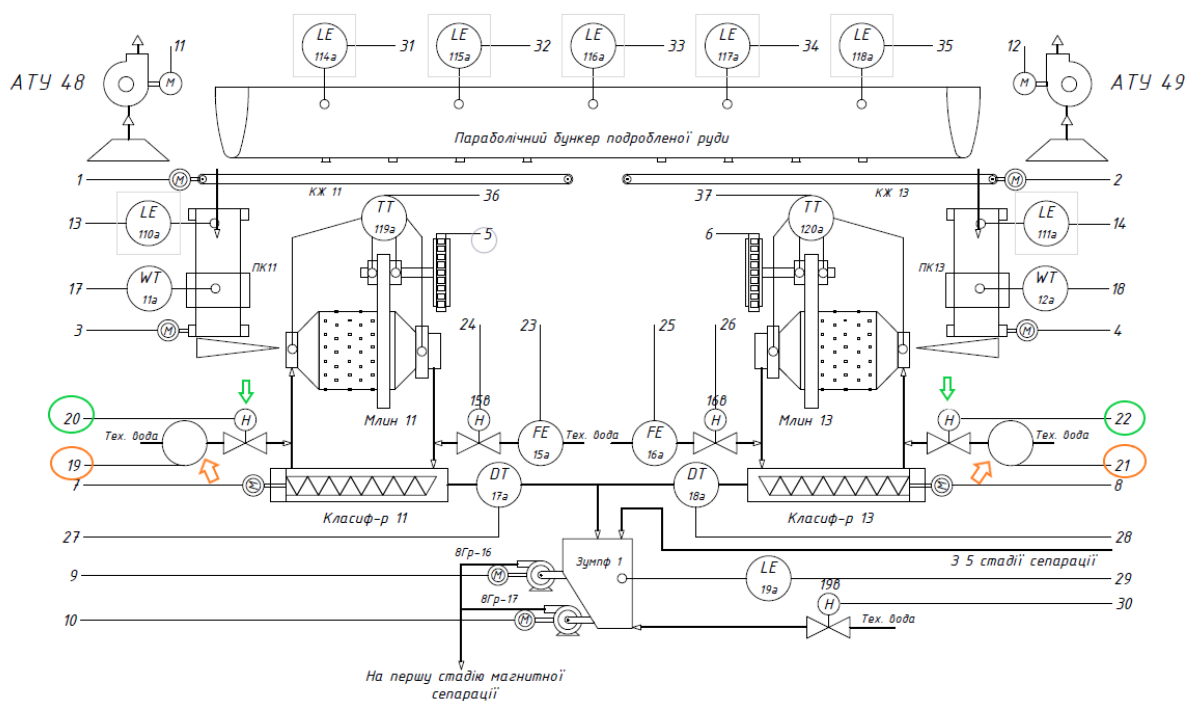 11
LE
114а
31
LE
115а
32
LE
116а
33
LE
117а
34
LE
118а
35
12
АТУ 48
М
М
АТУ 49
Параболічний бункер подробленої руди
1
М
КЖ 11
КЖ 13
М
2
36
37
13
LE
110а
TT
119а
5
6
TT
120а
LE
111а
14
ПК11
ПК13
17
WT
11а
WT
12а
18
3
М
24
23
25
26
М
4
20
Н
15в
Н
16в
Н
Н
22
Млин 11
Млин 13
Тех. вода
FE
15а
Тех. вода
FE
16а
Тех. вода
19
21
7
М
DT
17а
DT
18а
М
8
Класиф-р 11
Класиф-р 13
27
28
8Гр-16
Зумпф 1
З 5 стадії сепарації
9
М
LE
19а
29
19в
8Гр-17
Н
30
10
М
Тех. вода
На першу стадію магнитної
сепарації